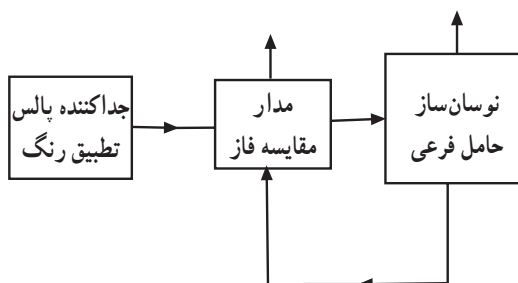 جداکننده پالس
تطبیق رنگ
مدار
مقایسه فاز
نوسان‌ساز
حامل فرعی